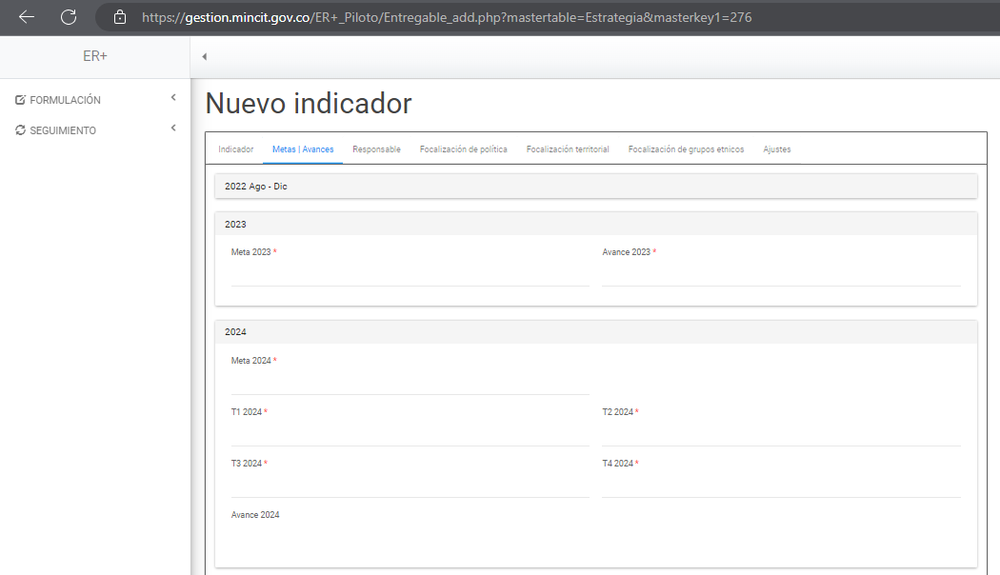 https://gestion.mincit.gov.co/ER+_Piloto/Entregable_add.php?mastertable=Estrategia&masterkey1=276
ER+
FORMULACIÓN
SEGUIMIENTO
Nuevo indicador
Indicador Metas | Avances Responsable Focalización de política Focalización territorial Focalización de grupos etnicos Ajustes
2022 Ago - Dic
2023
Meta 2023 * Avance 2023 *
2024
Meta 2024 *
T1 2024 * T2 2024 *
T3 2024 * T4 2024 *
Avance 2024